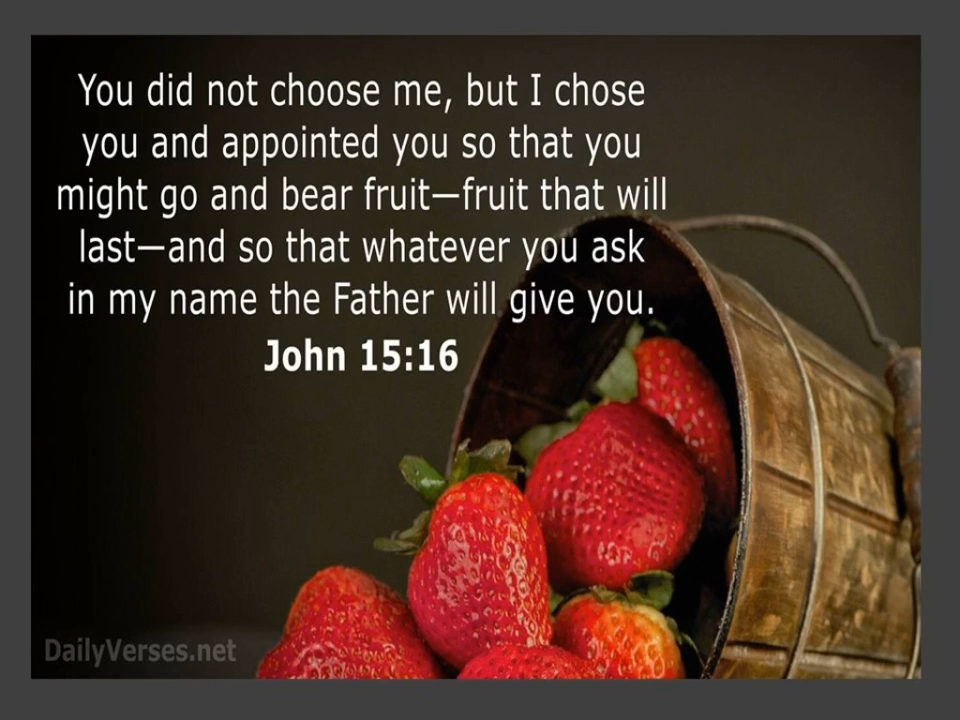 You did not choose me, but I chose
you and appointed you so that you
might go and bear fruit—fruit that will
last—and so that whatever you ask
in my name the Father will give you.
John 15:16
DailyVerses.net